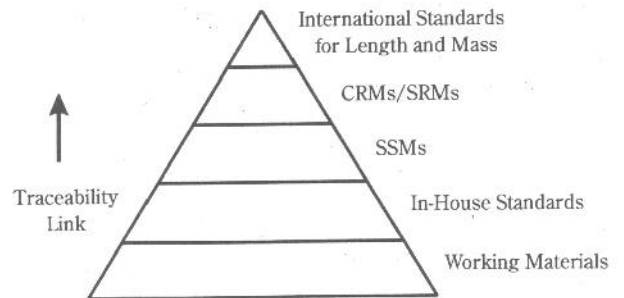 International Standards
for Length and Mass
CRMs/SRMs
SSMs
Traceability
Link
In-House Standards
Working Materials